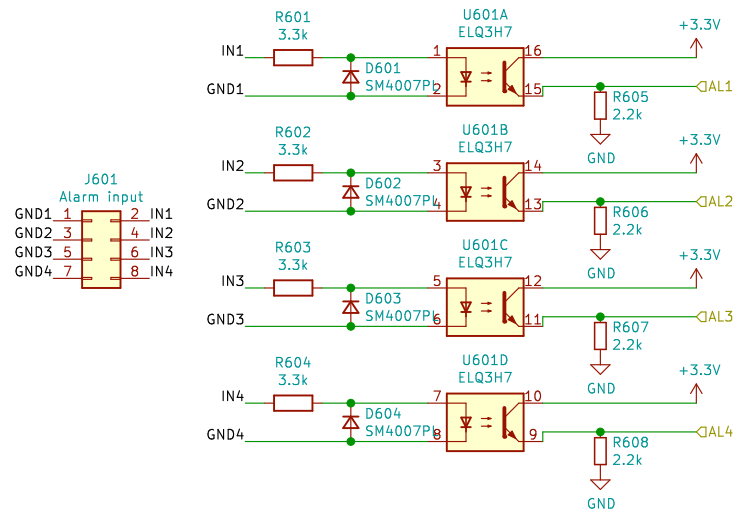 U601A
ELQ3H7
R601
3.3k
+3.3V
IN1
1
16
D601
SM4007PL
GND1
2
15
AL1
R605
2.2k
GND
U601B
ELQ3H7
R602
3.3k
+3.3V
IN2
3
14
D602
SM4007PL
GND2
4
13
AL2
R606
2.2k
GND
J601
Alarm input
GND1 1 2 IN1
GND2 3 4 IN2
GND3 5 6 IN3
GND4 7 8 IN4
U601C
ELQ3H7
R603
3.3k
+3.3V
IN3
5
12
D603
SM4007PL
GND3
6
11
AL3
R607
2.2k
GND
U601D
ELQ3H7
R604
3.3k
+3.3V
IN4
7
10
D604
SM4007PL
GND4
8
9
AL4
R608
2.2k
GND